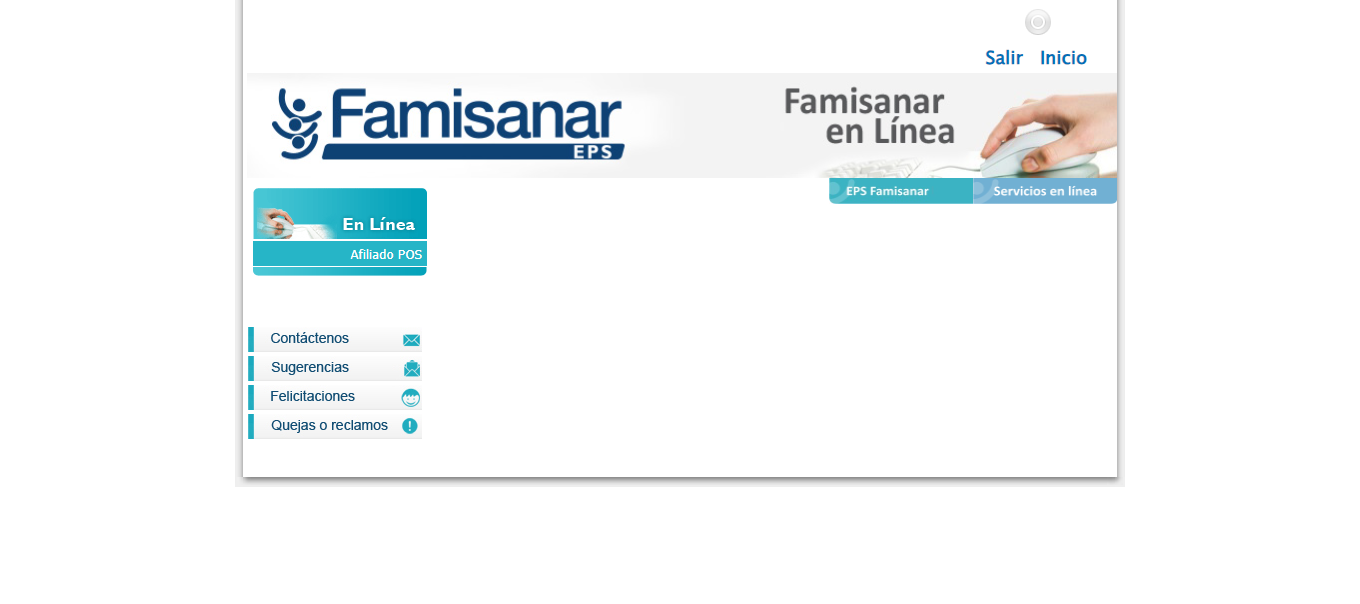 Salir Inicio
Famisanar
EPS
Famisanar
en Línea
EPS Famisanar
Servicios en línea
En Línea
Afiliado POS
Contáctenos
Sugerencias
Felicitaciones
Quejas o reclamos